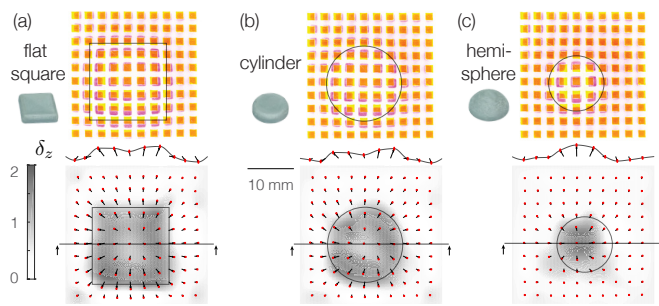 (a)
flat
square
(b)
cylinder
(c)
hemi-
sphere
δz
2
1
0
10 mm